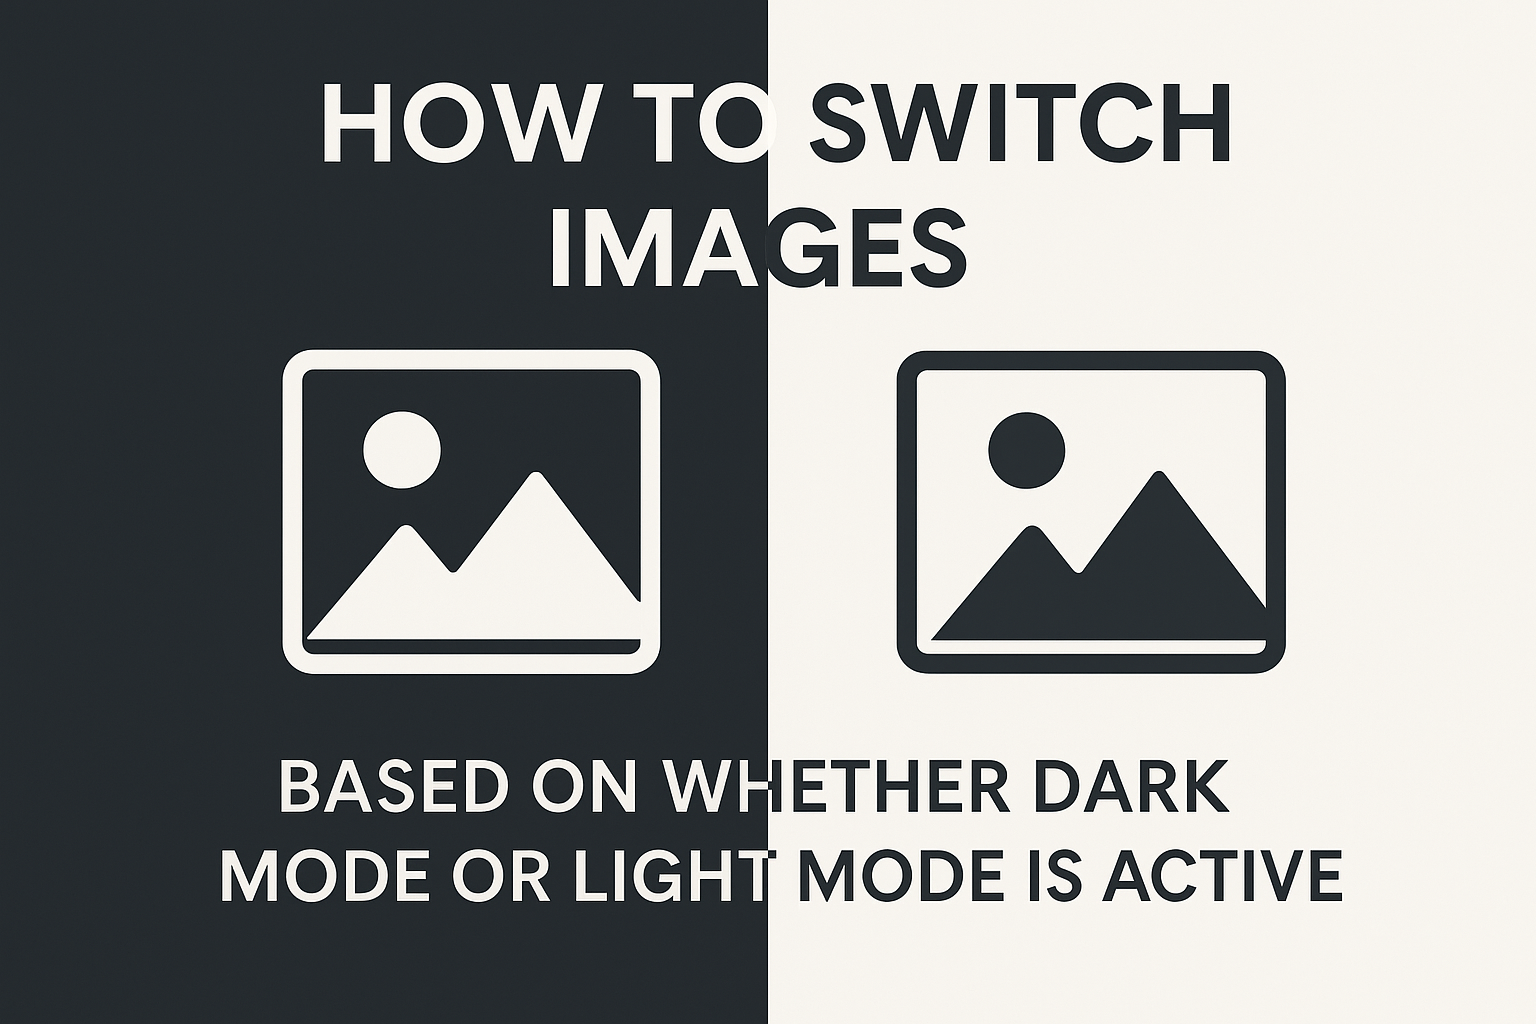 HOW TO SWITCH
IMAGES
BASED ON WHETHER DARK
MODE OR LIGHT MODE IS ACTIVE